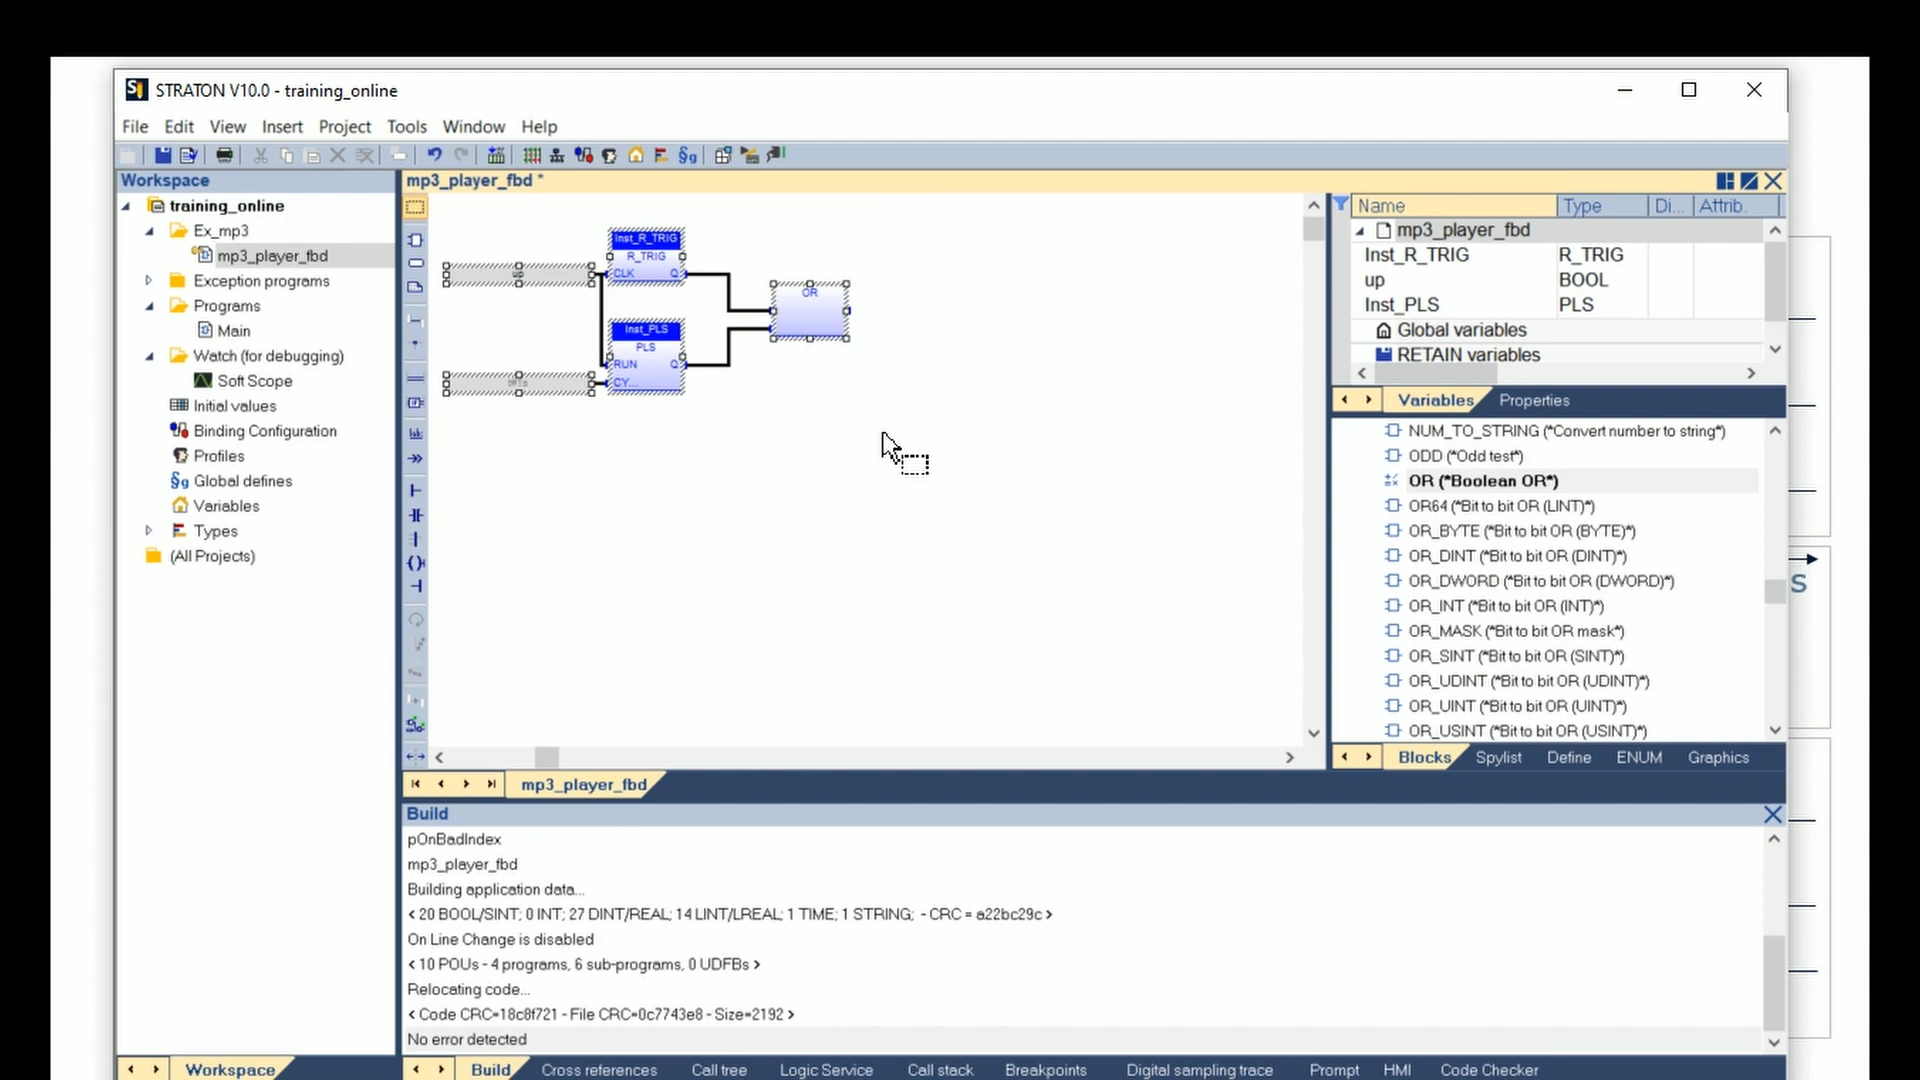 STRATON V10.0 - training_online
File Edit View Insert Project Tools Window Help
Workspace
training_online
Ex_mp3
mp3_player_fbd
Exception programs
Programs
Main
Watch (for debugging)
Soft Scope
Initial values
Binding Configuration
Profiles
Global defines
Variables
Types
(All Projects)
Workspace
mp3_player_fbd *
Inst_R_TRIG
R_TRIG
CLK Q
Inst_PLS
PLS
RUN Q
CY...
OR
mp3_player_fbd
Name Type Di... Attrib.
mp3_player_fbd
Inst_R_TRIG R_TRIG
up BOOL
Inst_PLS PLS
Global variables
RETAIN variables
Variables Properties
NUM_TO_STRING (*Convert number to string*)
ODD (*Odd test*)
OR (*Boolean OR*)
OR64 (*Bit to bit OR (LINT)*)
OR_BYTE (*Bit to bit OR (BYTE)*)
OR_DINT (*Bit to bit OR (DINT)*)
OR_DWORD (*Bit to bit OR (DWORD)*)
OR_INT (*Bit to bit OR (INT)*)
OR_MASK (*Bit to bit OR mask*)
OR_SINT (*Bit to bit OR (SINT)*)
OR_UDINT (*Bit to bit OR (UDINT)*)
OR_UINT (*Bit to bit OR (UINT)*)
OR_USINT (*Bit to bit OR (USINT)*)
Blocks Spylist Define ENUM Graphics
S
Build
pOnBadIndex
mp3_player_fbd
Building application data...
< 20 BOOL/SINT; 0 INT; 27 DINT/REAL; 14 LINT/LREAL; 1 TIME; 1 STRING; - CRC = a22bc29c >
On Line Change is disabled
< 10 POUs - 4 programs, 6 sub-programs, 0 UDFBs >
Relocating code...
< Code CRC=18c8f721 - File CRC=0c7743e8 - Size=2192 >
No error detected
Build Cross references Call tree Logic Service Call stack Breakpoints Digital sampling trace Prompt HMI Code Checker